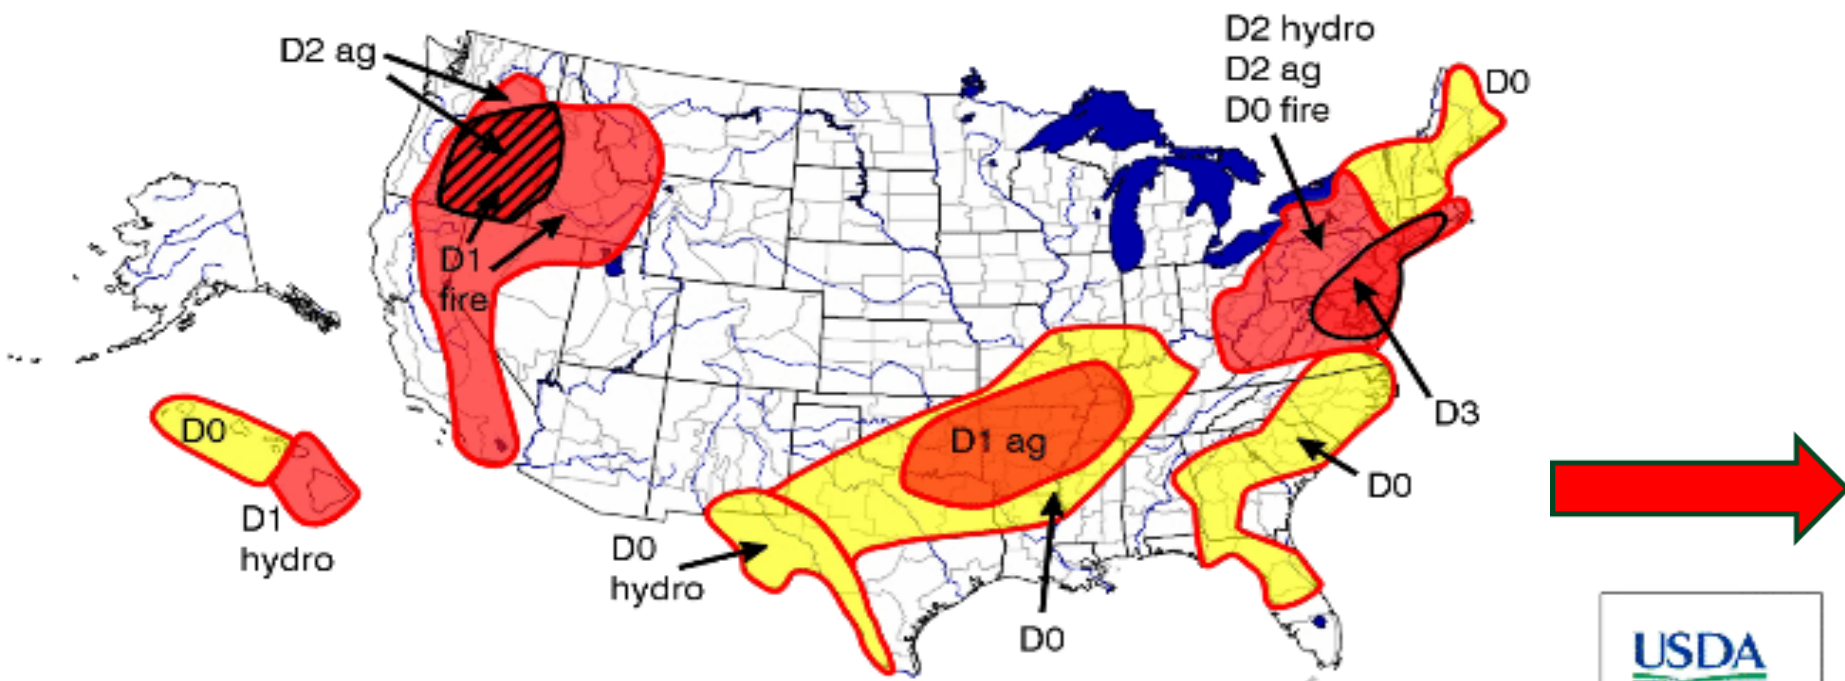 D2 ag
D2 hydro
D2 ag
D0 fire
D0
D1
fire
D3
D0
D1 ag
D0
D1
hydro
D0
hydro
D0
USDA